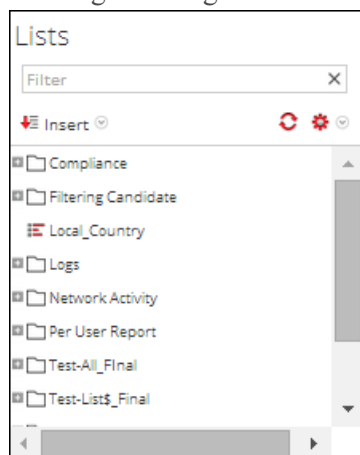 Lists
Filter
Insert
Compliance
Filtering Candidate
Local_Country
Logs
Network Activity
Per User Report
Test-All_FInal
Test-List$_Final